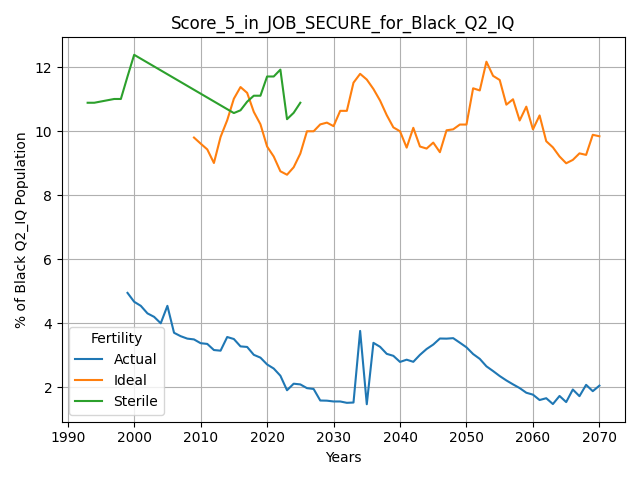 Score_5_in_JOB_SECURE_for_Black_Q2_IQ
% of Black Q2_IQ Population
12
10
8
6
4
2
Fertility
Actual
Ideal
Sterile
1990 2000 2010 2020 2030 2040 2050 2060 2070
Years